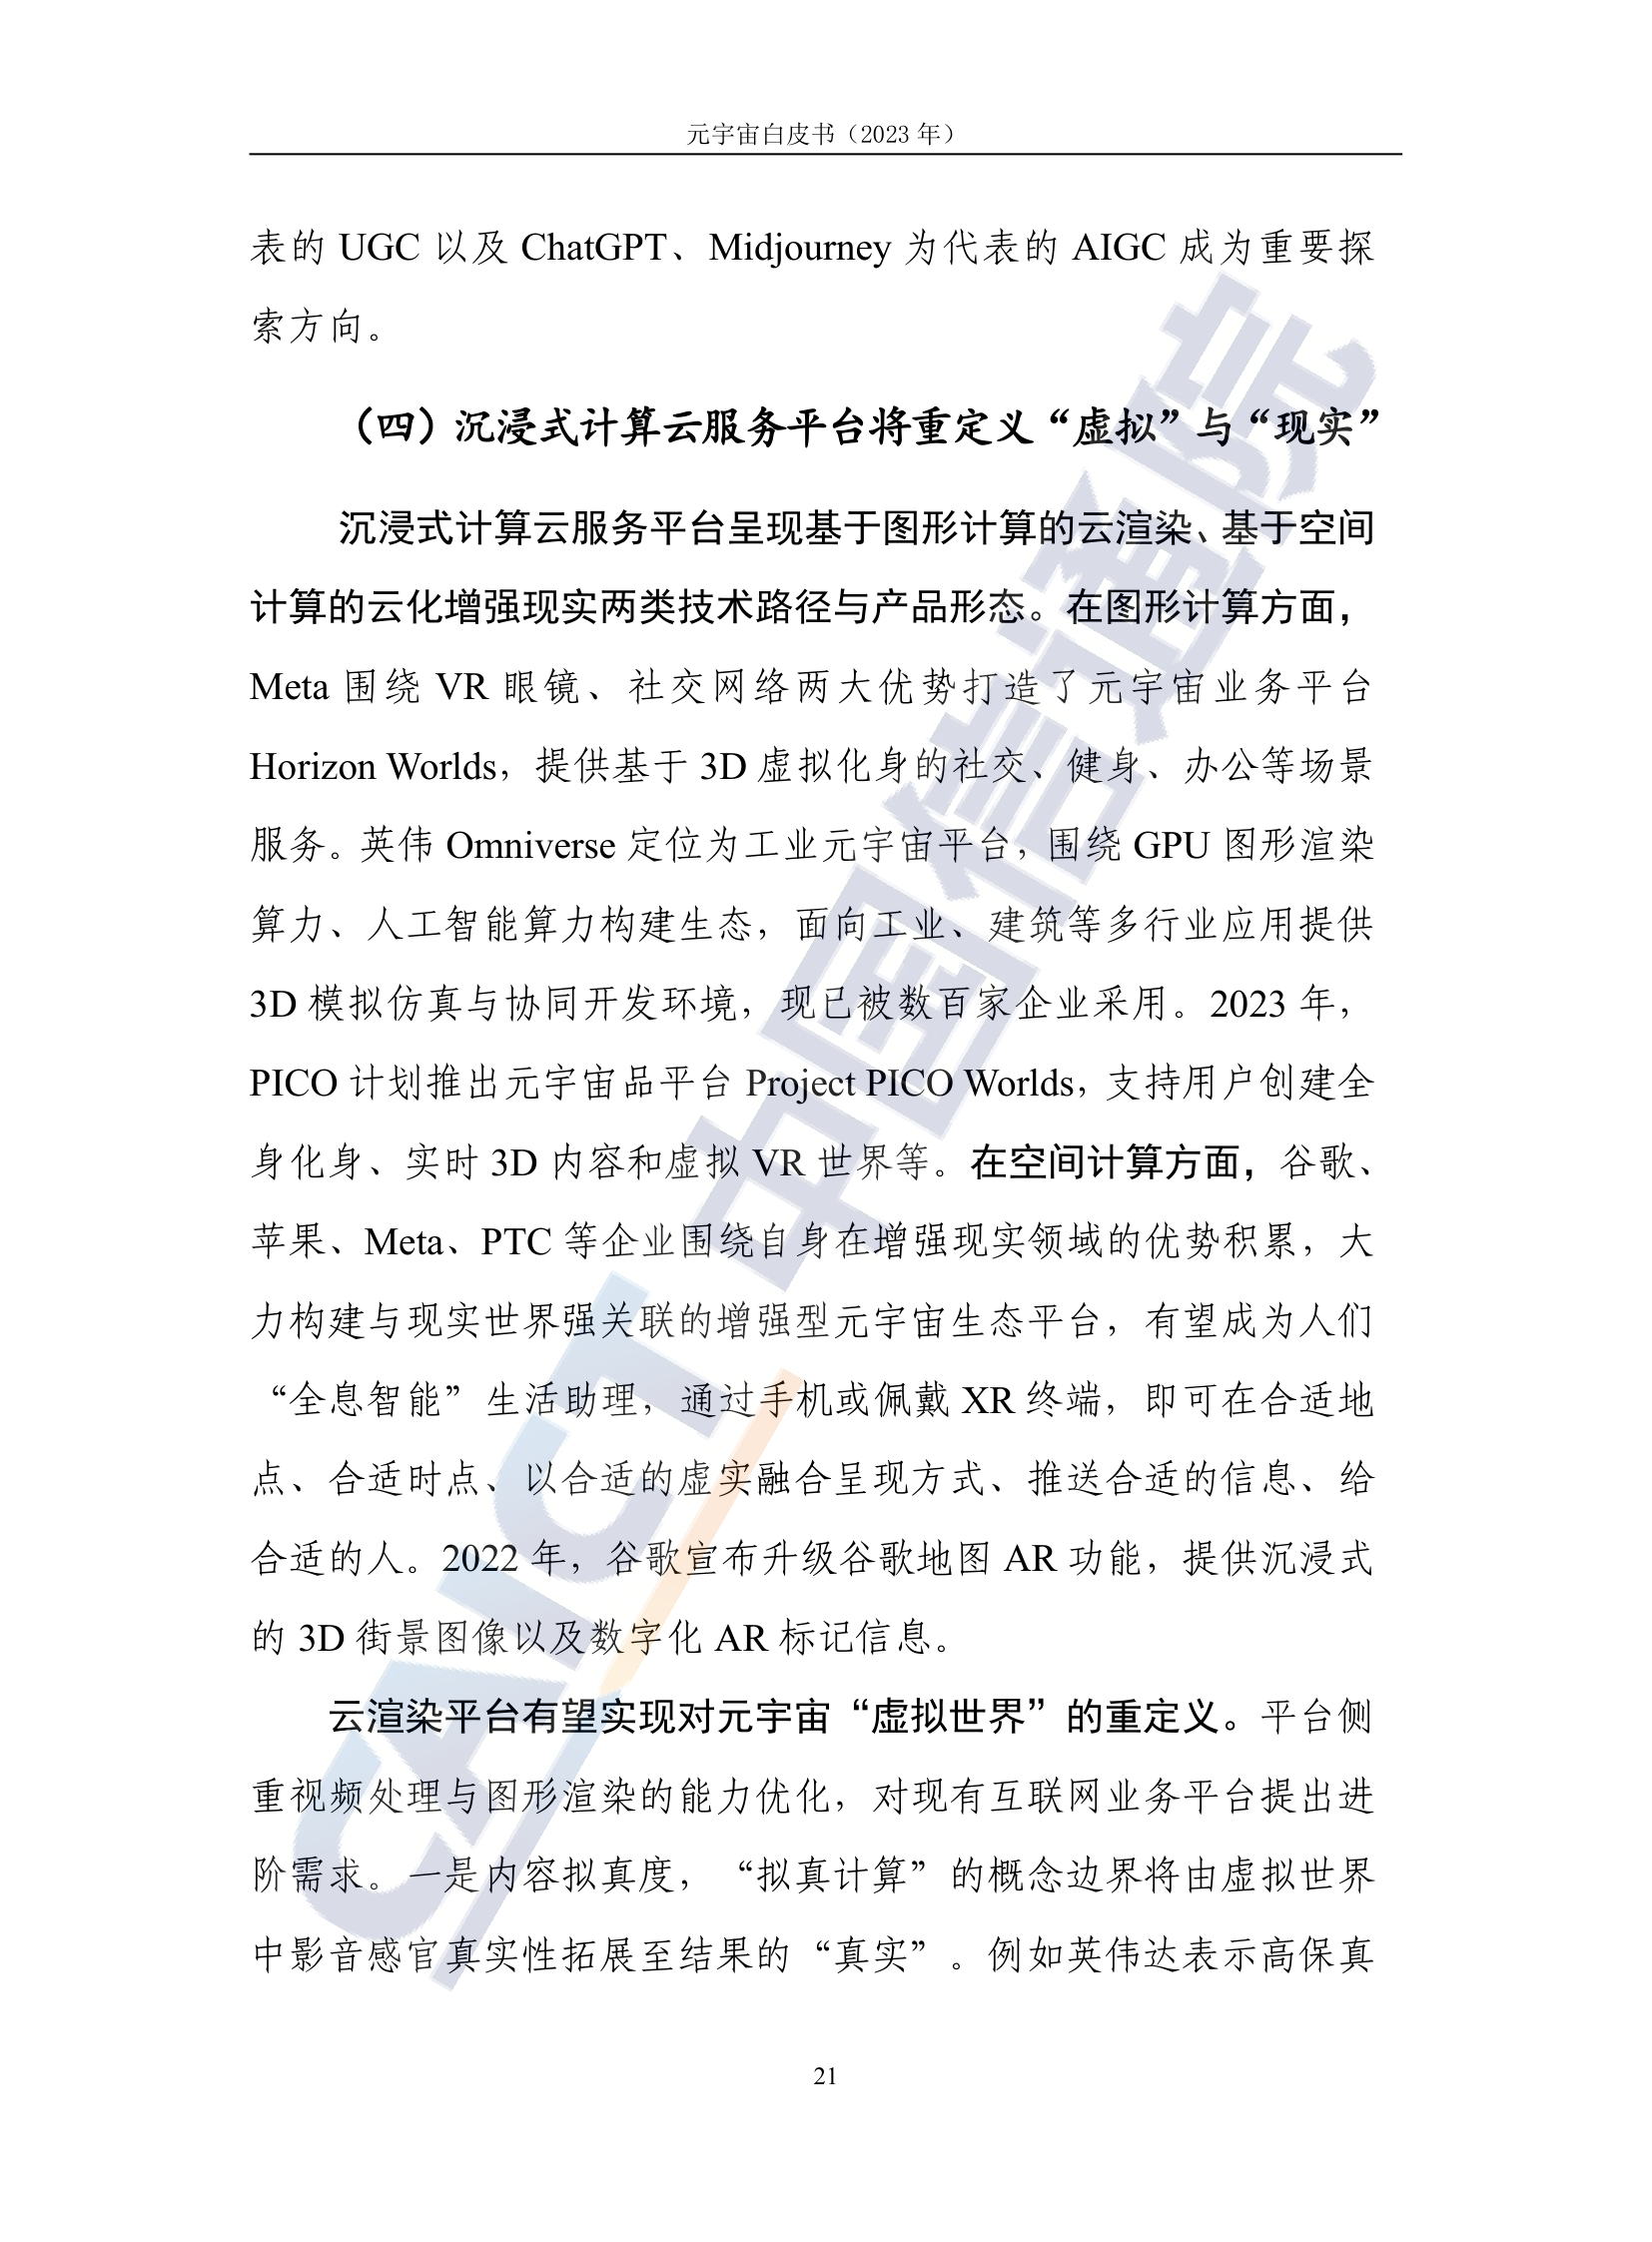 元宇宙白皮书（2023 年）
表的 UGC 以及 ChatGPT、Midjourney 为代表的 AIGC 成为重要探
索方向。
（四）沉浸式计算云服务平台将重定义“虚拟”与“现实”
沉浸式计算云服务平台呈现基于图形计算的云渲染、基于空间
计算的云化增强现实两类技术路径与产品形态。在图形计算方面，
Meta 围绕 VR 眼镜、社交网络两大优势打造了元宇宙业务平台
Horizon Worlds，提供基于 3D 虚拟化身的社交、健身、办公等场景
服务。英伟 Omniverse 定位为工业元宇宙平台，围绕 GPU 图形渲染
算力、人工智能算力构建生态，面向工业、建筑等多行业应用提供
3D 模拟仿真与协同开发环境，现已被数百家企业采用。2023 年，
PICO 计划推出元宇宙品平台 Project PICO Worlds，支持用户创建全
身化身、实时 3D 内容和虚拟 VR 世界等。在空间计算方面，谷歌、
苹果、Meta、PTC 等企业围绕自身在增强现实领域的优势积累，大
力构建与现实世界强关联的增强型元宇宙生态平台，有望成为人们
“全息智能”生活助理，通过手机或佩戴 XR 终端，即可在合适地
点、合适时点、以合适的虚实融合呈现方式、推送合适的信息、给
合适的人。2022 年，谷歌宣布升级谷歌地图 AR 功能，提供沉浸式
的 3D 街景图像以及数字化 AR 标记信息。
云渲染平台有望实现对元宇宙“虚拟世界”的重定义。平台侧
重视频处理与图形渲染的能力优化，对现有互联网业务平台提出进
阶需求。一是内容拟真度，“拟真计算”的概念边界将由虚拟世界
中影音感官真实性拓展至结果的“真实”。例如英伟达表示高保真
21
CAICT 中国信通院